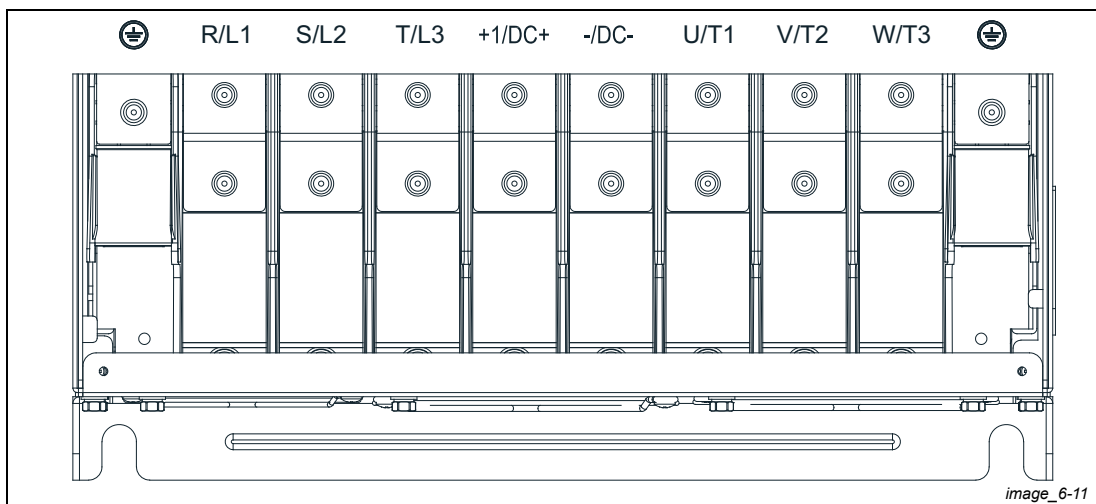 R/L1 S/L2 T/L3 +1/DC+ -/DC- U/T1 V/T2 W/T3
image_6-11